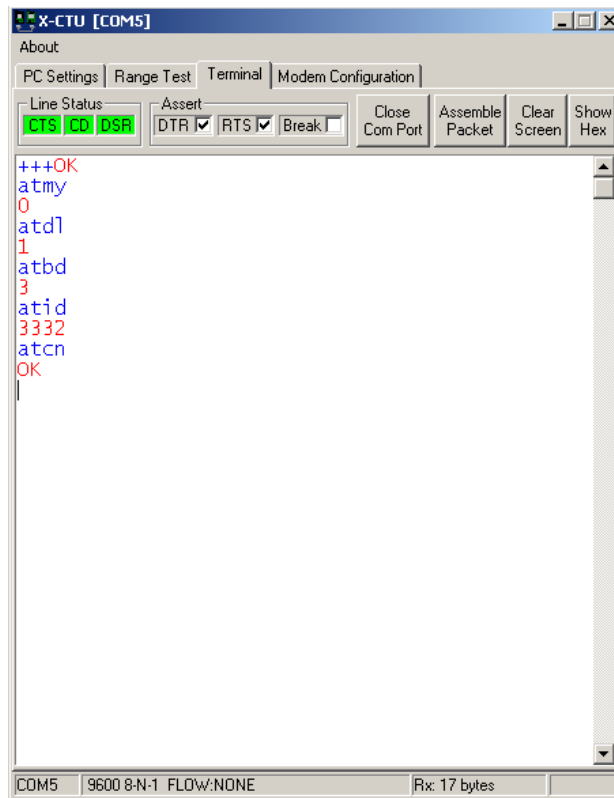 X-CTU [COM5]
About
PC Settings Range Test Terminal Modem Configuration
Line Status Assert
CTS CD DSR DTR RTS Break
Close Com Port Assemble Packet Clear Screen Show Hex
+++OK
atmy
0
atdl
1
atbd
3
atid
3332
atcn
OK
COM5 9600 8-N-1 FLOW:NONE Rx: 17 bytes